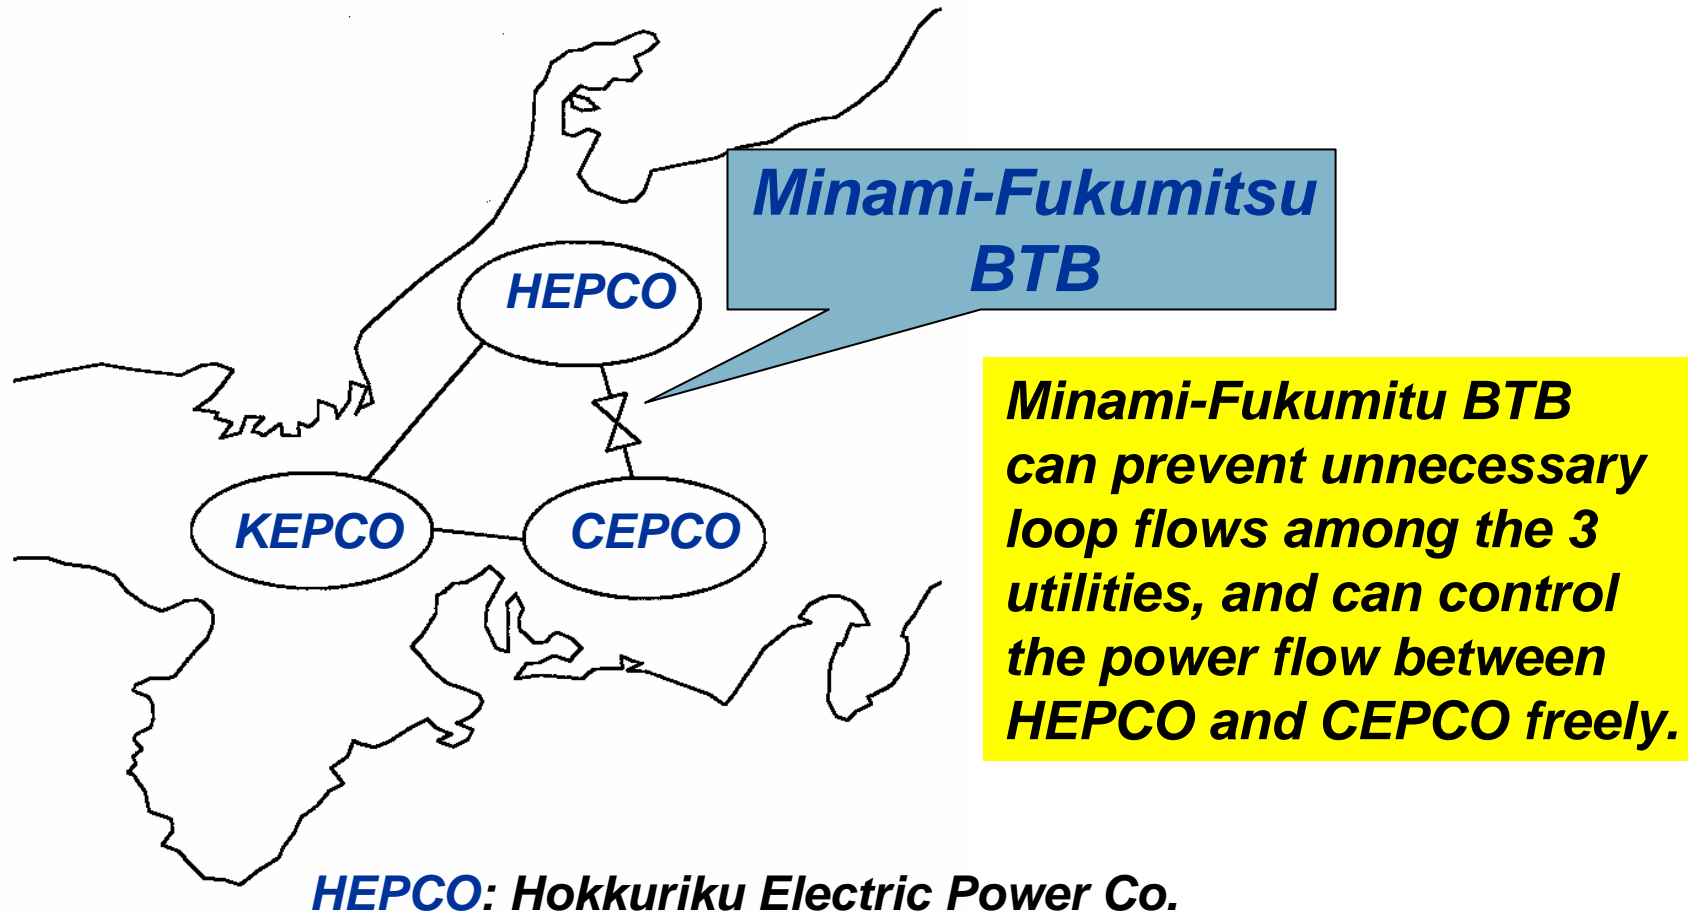 Minami-Fukumitsu
BTB
HEPCO
KEPCO
CEPCO
Minami-Fukumitu BTB
can prevent unnecessary
loop flows among the 3
utilities, and can control
the power flow between
HEPCO and CEPCO freely.
HEPCO: Hokkuriku Electric Power Co.